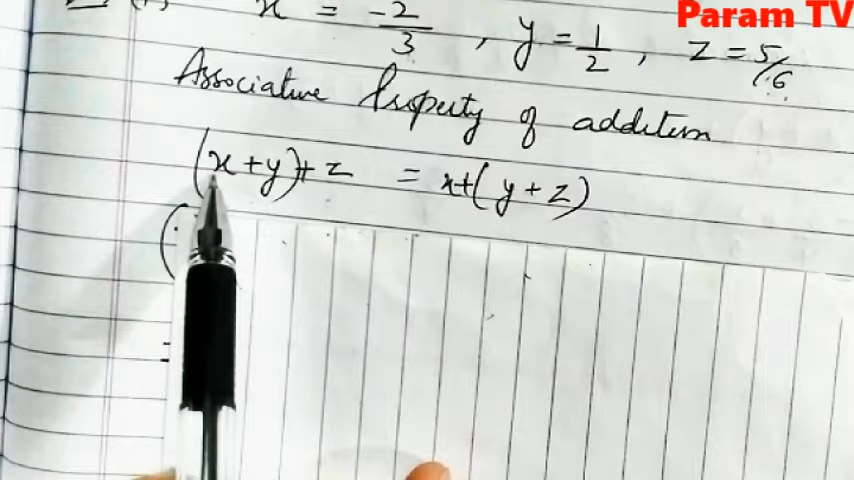 Param TV
x = -2/3 , y = 1/2 , z = 5/6
Associative Property of addition
(x + y) + z = x + (y + z)
(